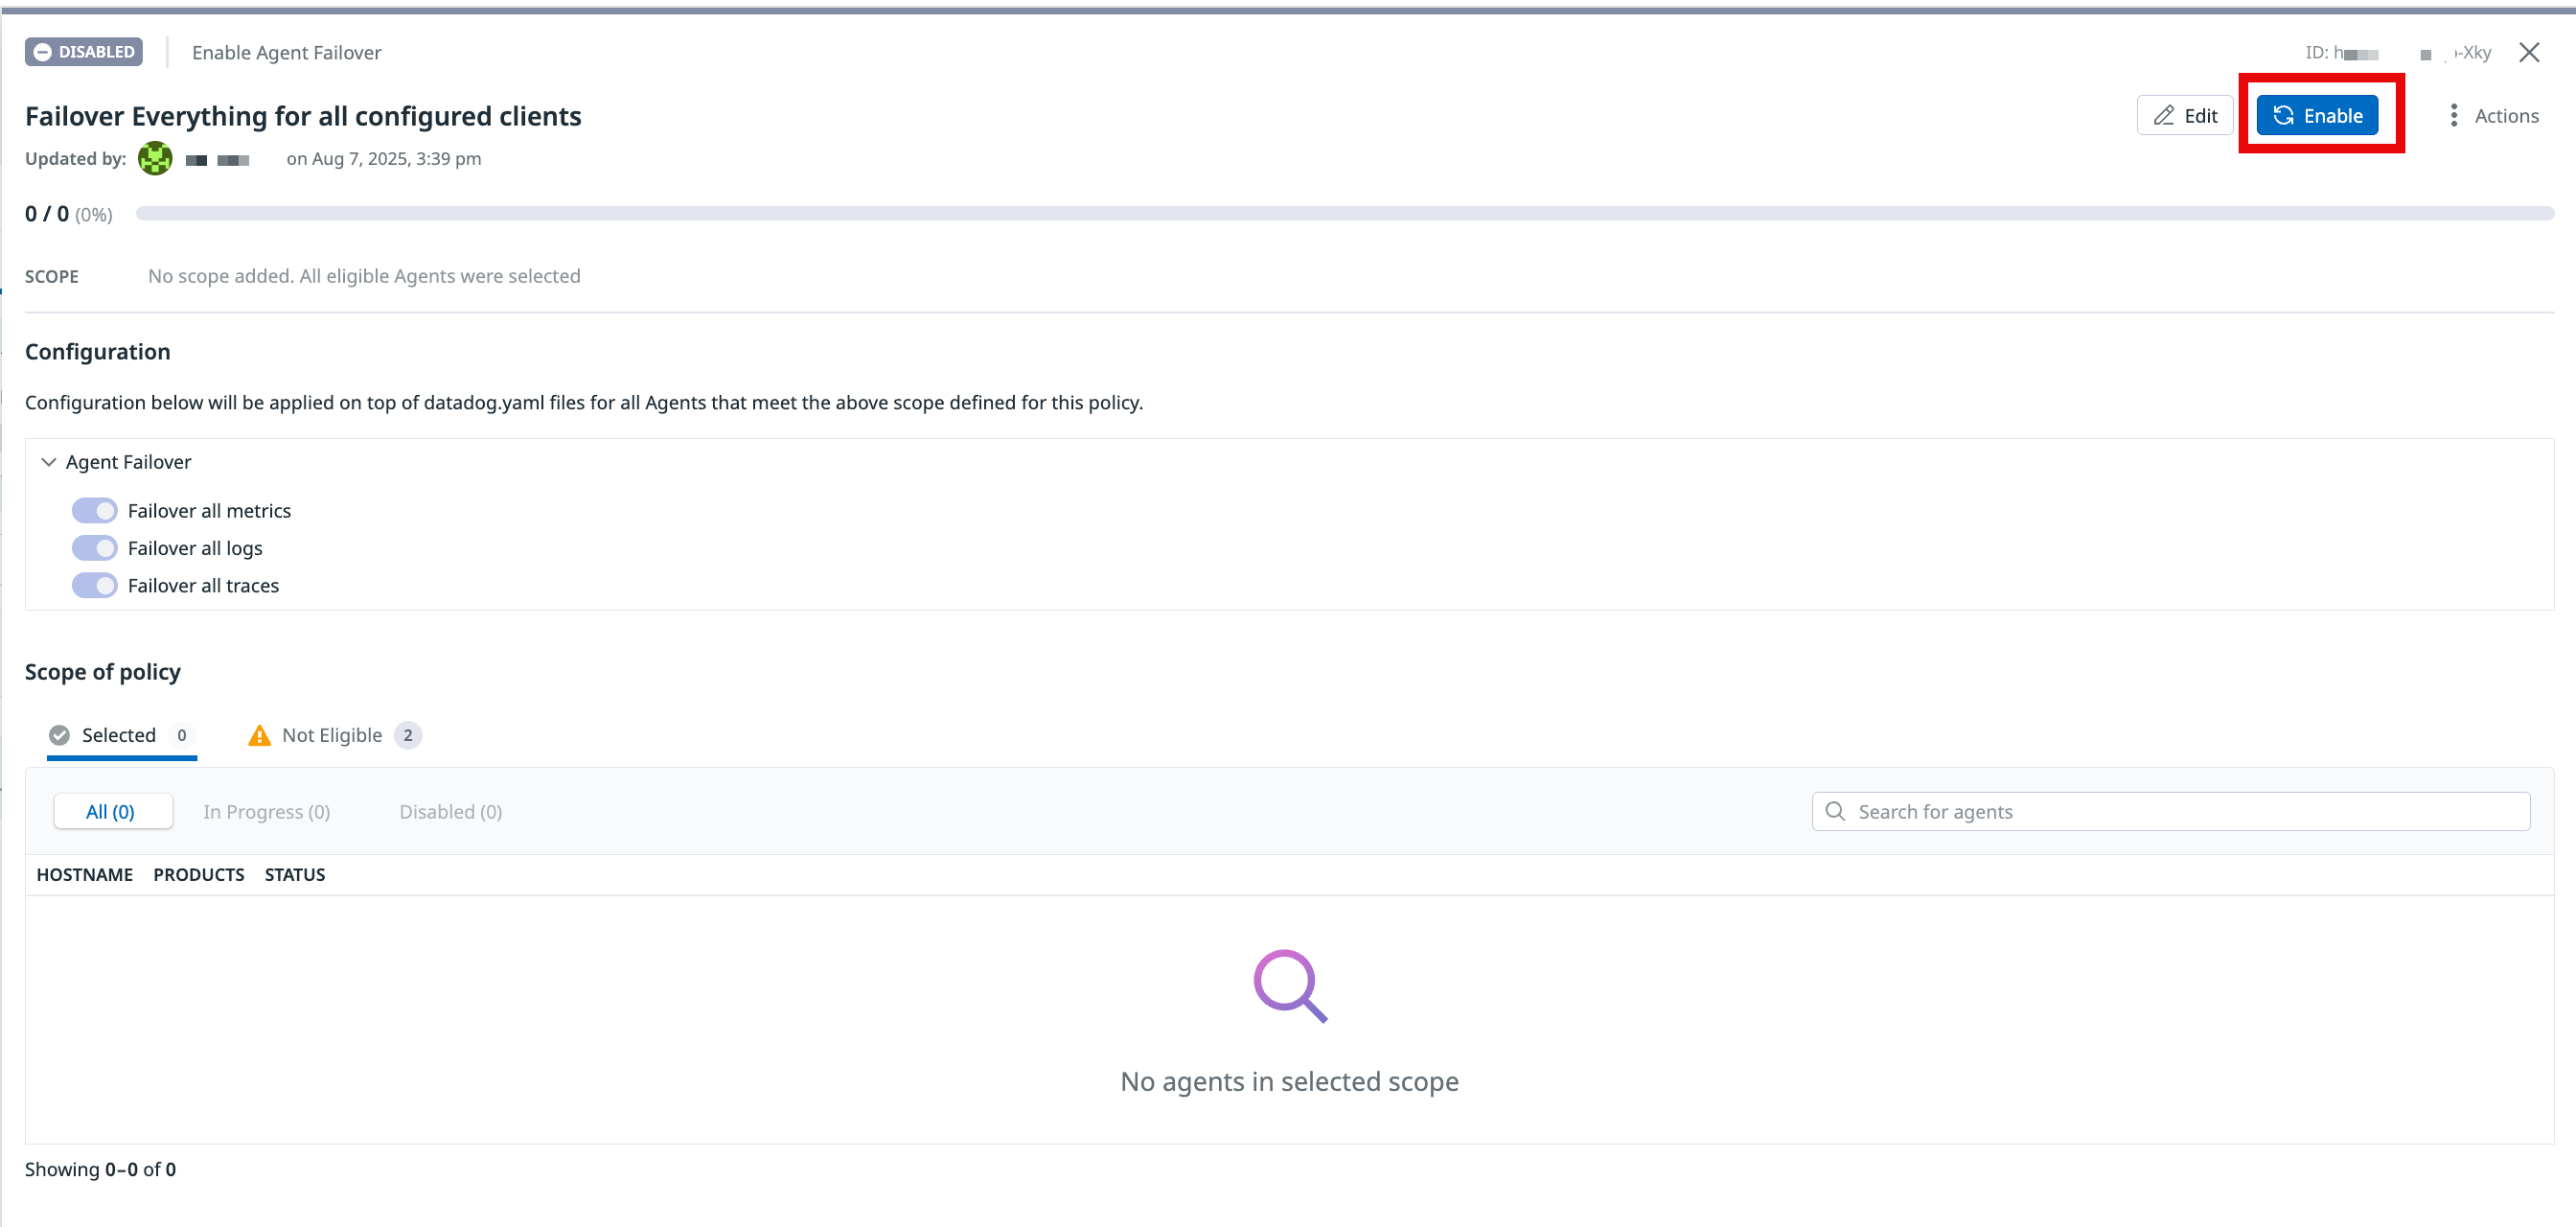 DISABLED Enable Agent Failover ID: h -Xky
Failover Everything for all configured clients Edit Enable Actions
Updated by: on Aug 7, 2025, 3:39 pm
0 / 0 (0%)
SCOPE No scope added. All eligible Agents were selected
Configuration
Configuration below will be applied on top of datadog.yaml files for all Agents that meet the above scope defined for this policy.
Agent Failover
Failover all metrics
Failover all logs
Failover all traces
Scope of policy
Selected 0 Not Eligible 2
All (0) In Progress (0) Disabled (0) Search for agents
HOSTNAME PRODUCTS STATUS
No agents in selected scope
Showing 0–0 of 0